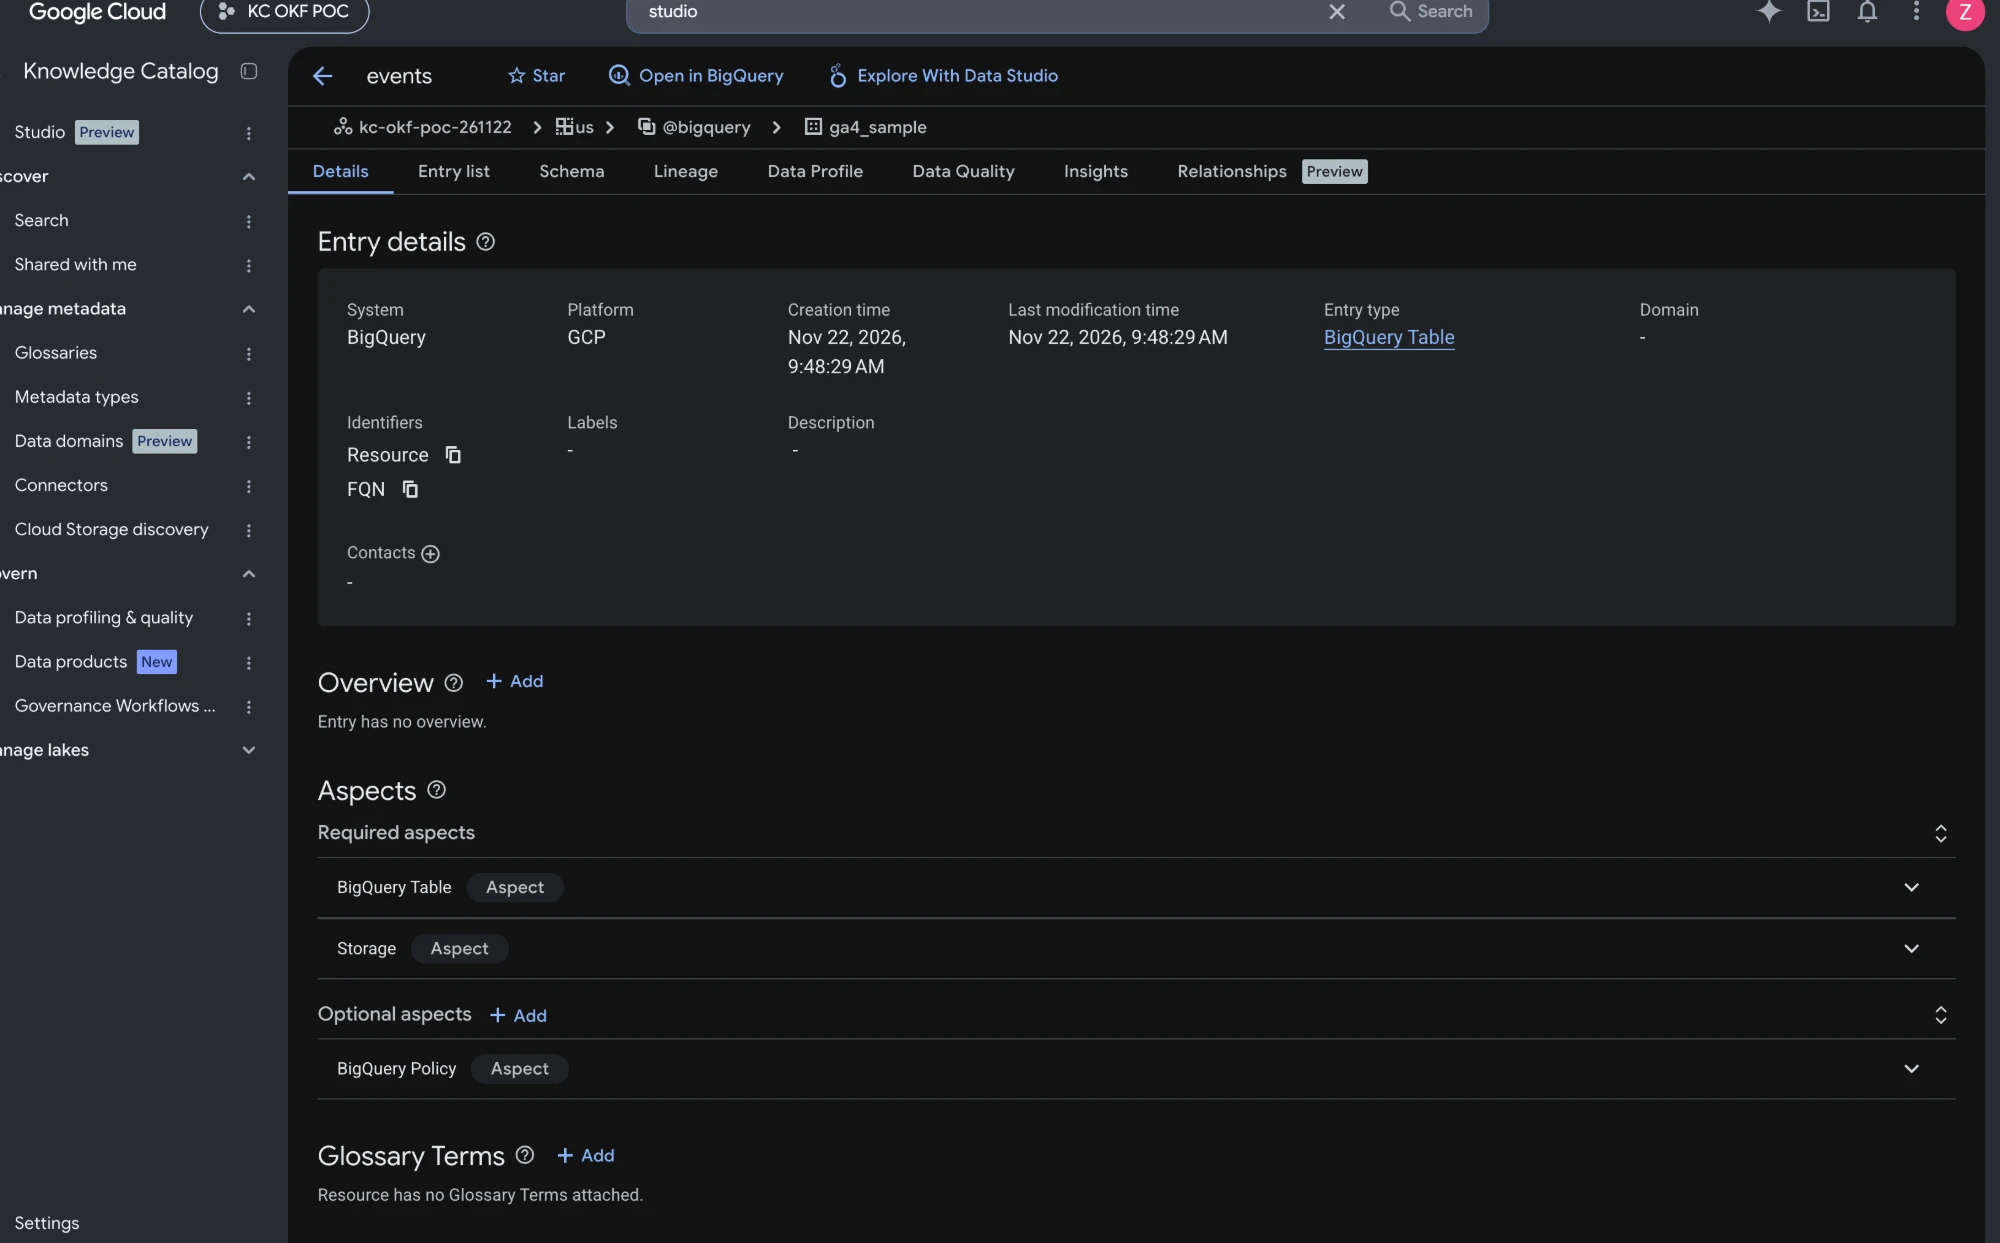 Google Cloud
KC OKF POC
studio
Search
Knowledge Catalog
Studio Preview
scover
Search
Shared with me
anage metadata
Glossaries
Metadata types
Data domains Preview
Connectors
Cloud Storage discovery
overn
Data profiling & quality
Data products New
Governance Workflows ...
anage lakes
Settings
events
Star
Open in BigQuery
Explore With Data Studio
kc-okf-poc-261122 > us > @bigquery > ga4_sample
Details
Entry list
Schema
Lineage
Data Profile
Data Quality
Insights
Relationships Preview
Entry details
System
BigQuery
Platform
GCP
Creation time
Nov 22, 2026,
9:48:29 AM
Last modification time
Nov 22, 2026, 9:48:29 AM
Entry type
BigQuery Table
Domain
-
Identifiers
Resource
FQN
Labels
-
Description
-
Contacts
-
Overview + Add
Entry has no overview.
Aspects
Required aspects
BigQuery Table Aspect
Storage Aspect
Optional aspects + Add
BigQuery Policy Aspect
Glossary Terms + Add
Resource has no Glossary Terms attached.
Z